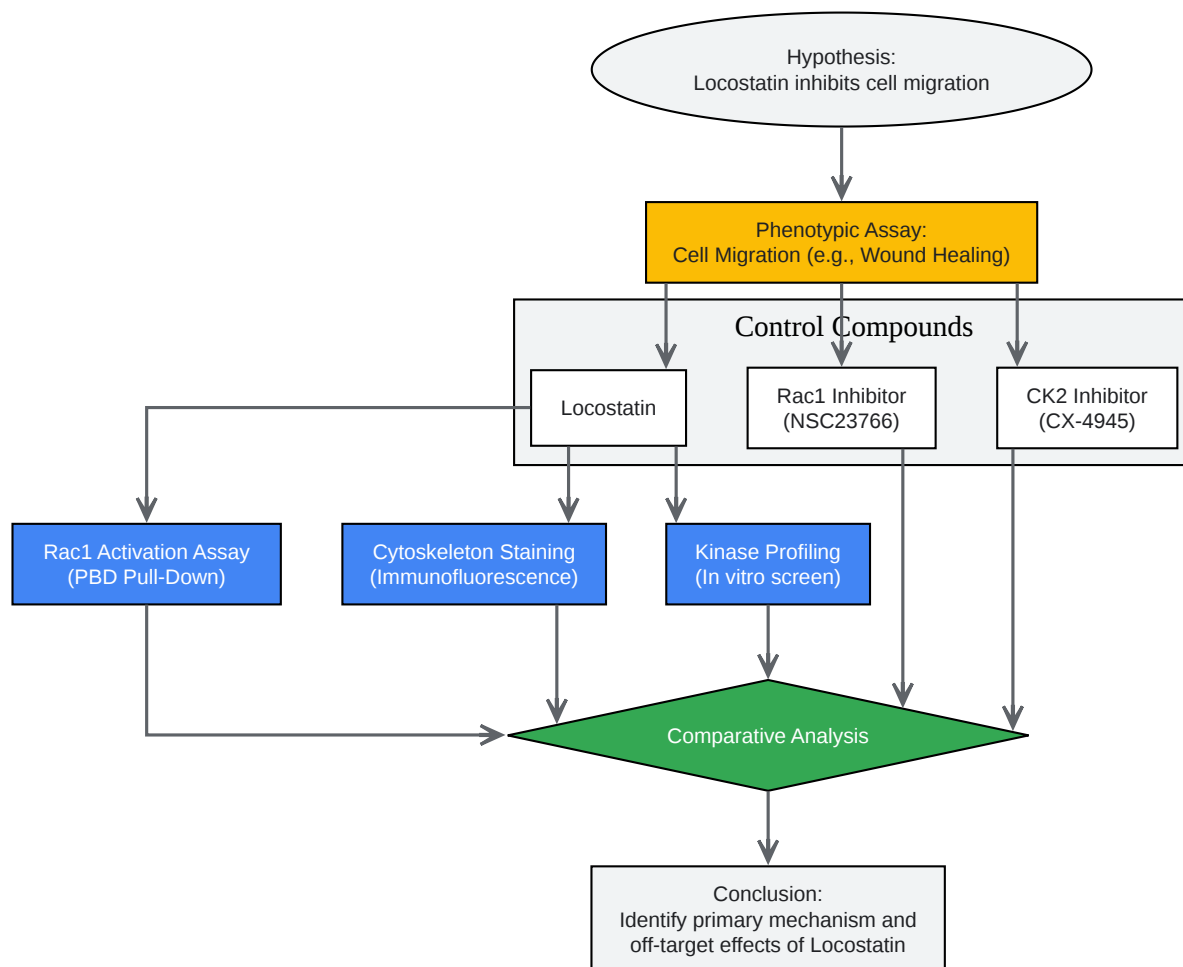 Hypothesis:
Locostatin inhibits cell migration
Phenotypic Assay:
Cell Migration (e.g., Wound Healing)
Control Compounds
Locostatin
Rac1 Inhibitor
(NSC23766)
CK2 Inhibitor
(CX-4945)
Rac1 Activation Assay
(PBD Pull-Down)
Cytoskeleton Staining
(Immunofluorescence)
Kinase Profiling
(In vitro screen)
Comparative Analysis
Conclusion:
Identify primary mechanism and
off-target effects of Locostatin